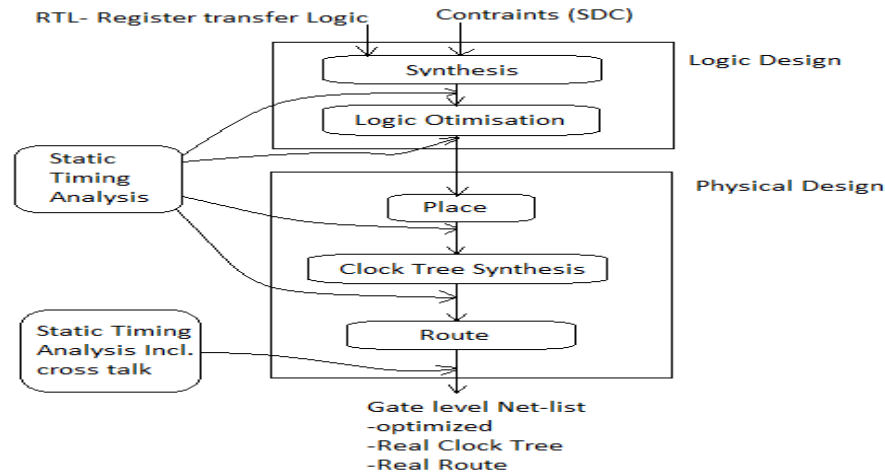 RTL- Register transfer Logic
Contraints (SDC)
Synthesis
Logic Design
Logic Otimisation
Static
Timing
Analysis
Physical Design
Place
Clock Tree Synthesis
Static Timing
Analysis Incl.
cross talk
Route
Gate level Net-list
-optimized
-Real Clock Tree
-Real Route